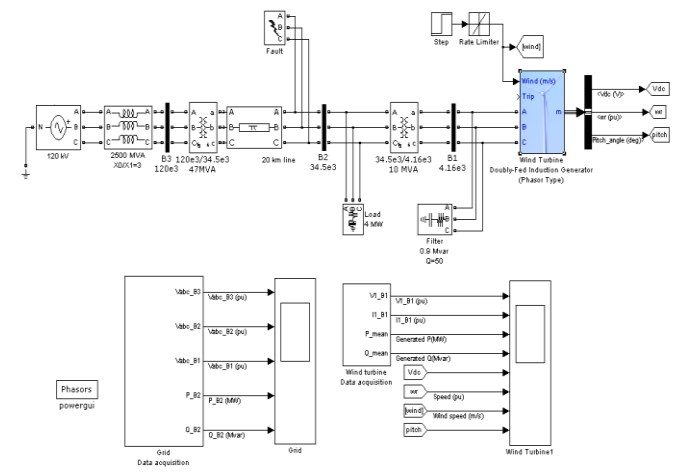 A
B
C
Fault
Step
Rate Limiter
[wind]
Wind (m/s)
Trip
A
B
C
m
<Vdc (V)>
<wr (pu)>
Pitch_angle (deg)
Vdc
wr
pitch
Wind Turbine
Doubly-Fed Induction Generator
(Phasor Type)
N
A
B
C
120 kV
A A
B B
C C
2500 MVA
X0/X1=3
B3
120e3
A a
B b
C c
120e3/34.5e3
47MVA
A A
B B
C C
20 km line
B2
34.5e3
A a
B b
C c
34.5e3/4.16e3
10 MVA
B1
4.16e3
A B C
Load
4 MW
A
B
C
Filter
0.9 Mvar
Q=50
Vabc_B3
Vabc_B3 (pu)
Vabc_B2
Vabc_B2 (pu)
Vabc_B1
Vabc_B1 (pu)
P_B2
P_B2 (MW)
Q_B2
Q_B2 (Mvar)
Grid
Data acquisition
Grid
Phasors
powergui
V1_B1
V1_B1 (pu)
I1_B1
I1_B1 (pu)
P_mean
Generated P(MW)
Q_mean
Generated Q(Mvar)
Wind turbine
Data acquisition
Vdc
wr
Speed (pu)
[wind]
Wind speed (m/s)
pitch
Wind Turbine1